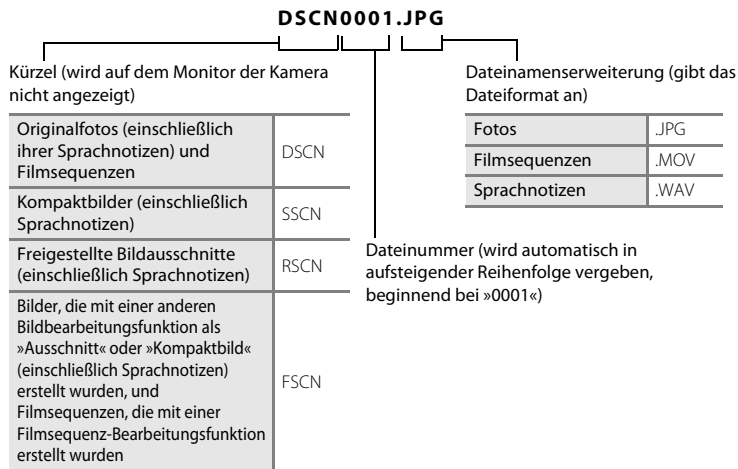 DSCN0001.JPG
Kürzel (wird auf dem Monitor der Kamera
nicht angezeigt)
Originalfotos (einschließlich
ihrer Sprachnotizen) und
Filmsequenzen
DSCN
Kompaktbilder (einschließlich
Sprachnotizen)
SSCN
Freigestellte Bildausschnitte
(einschließlich Sprachnotizen)
RSCN
Bilder, die mit einer anderen
Bildbearbeitungsfunktion als
»Ausschnitt« oder »Kompaktbild«
(einschließlich Sprachnotizen)
erstellt wurden, und
Filmsequenzen, die mit einer
Filmsequenz-Bearbeitungsfunktion
erstellt wurden
FSCN
Dateinamenserweiterung (gibt das
Dateiformat an)
Fotos .JPG
Filmsequenzen .MOV
Sprachnotizen .WAV
Dateinummer (wird automatisch in
aufsteigender Reihenfolge vergeben,
beginnend bei »0001«)